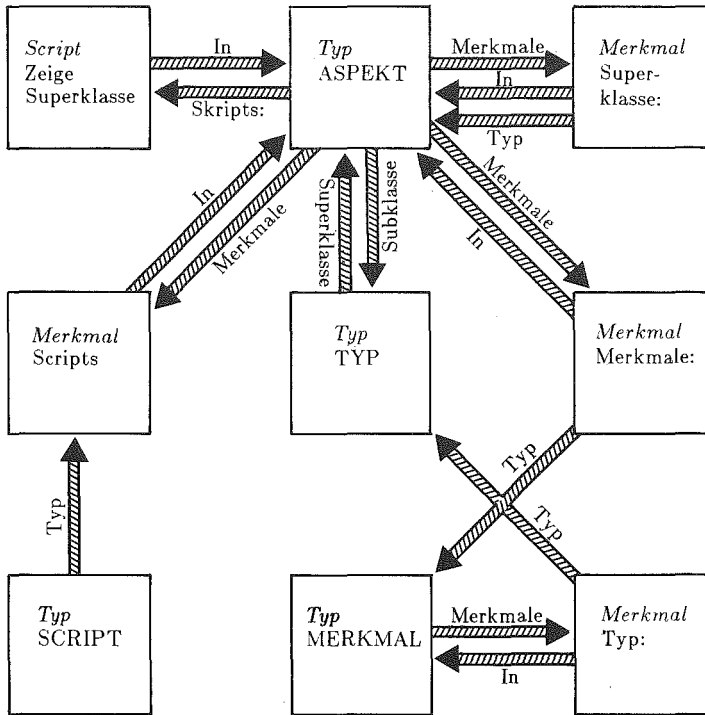 Script
Zeige
Superklasse
In
Skripts:
Typ
ASPEKT
Merkmale
In
Typ
Merkmal
Super-
klasse:
In
Merkmale
Superklasse
Subklasse
Merkmale
In
Merkmal
Scripts
Typ
TYP
Merkmal
Merkmale:
Typ
Typ
Typ
Typ
SCRIPT
Typ
MERKMAL
Merkmale
In
Merkmal
Typ: